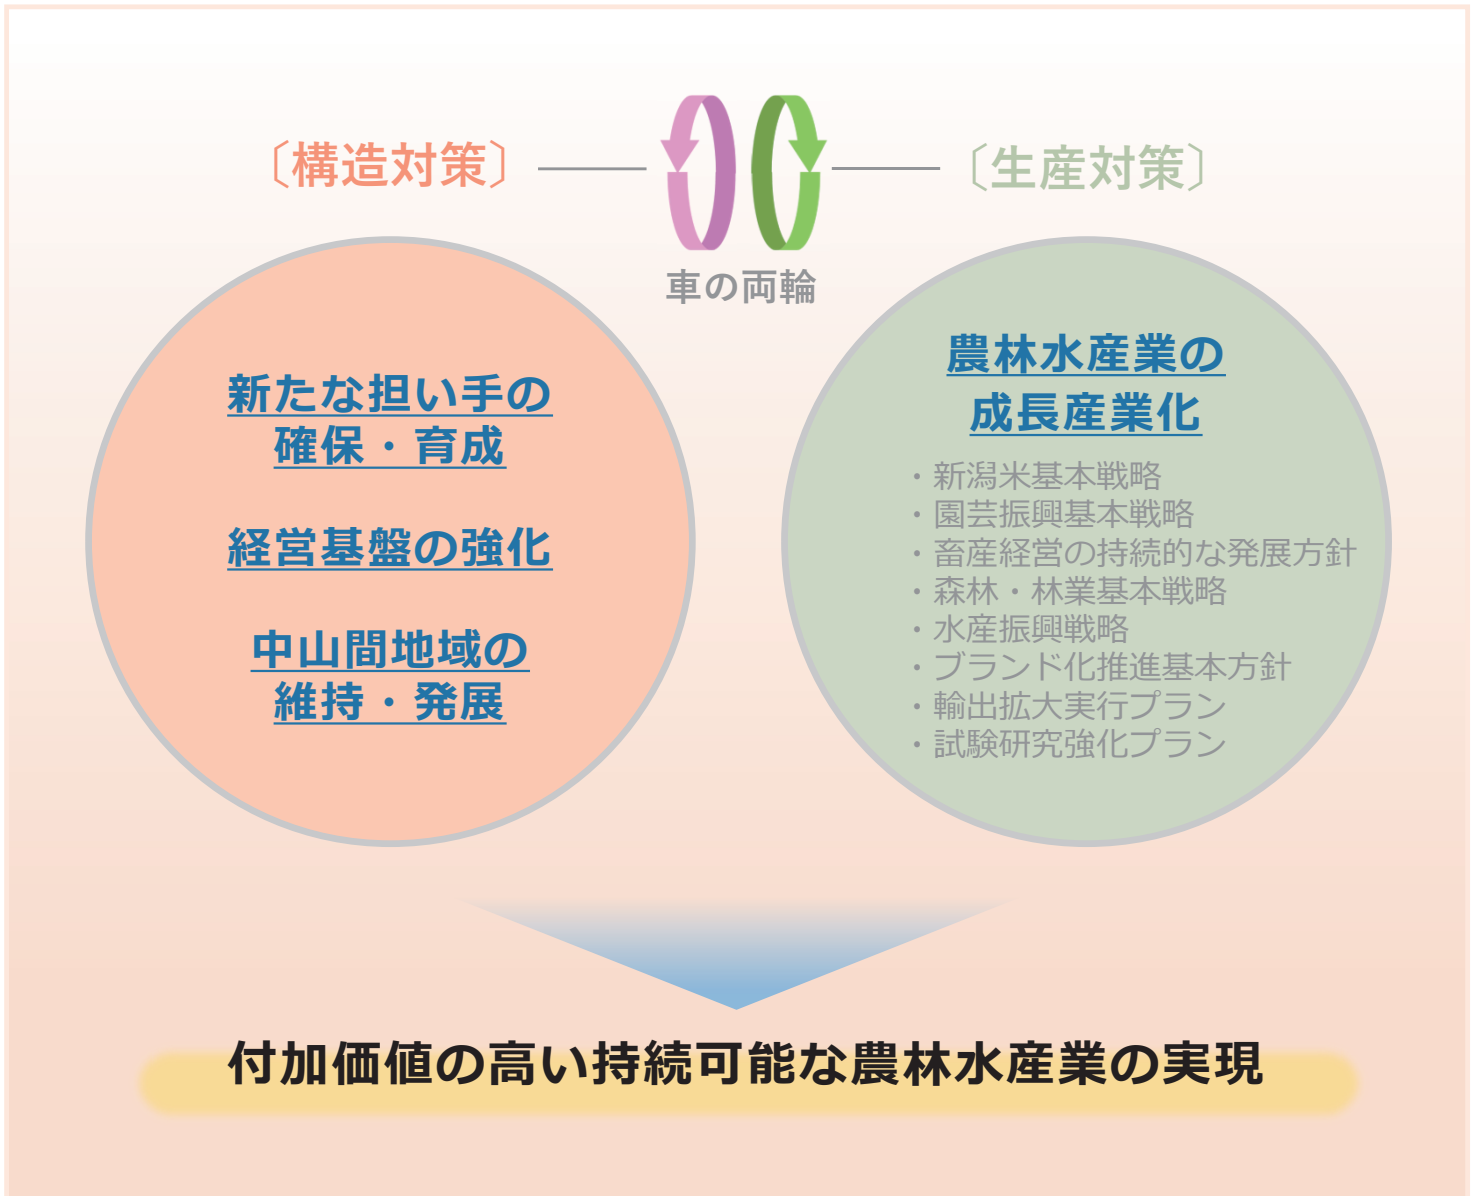 〔構造対策〕
〔生産対策〕
車の両輪
新たな担い手の
確保・育成
経営基盤の強化
中山間地域の
維持・発展
農林水産業の
成長産業化
・新潟米基本戦略
・園芸振興基本戦略
・畜産経営の持続的な発展方針
・森林・林業基本戦略
・水産振興戦略
・ブランド化推進基本方針
・輸出拡大実行プラン
・試験研究強化プラン
付加価値の高い持続可能な農林水産業の実現